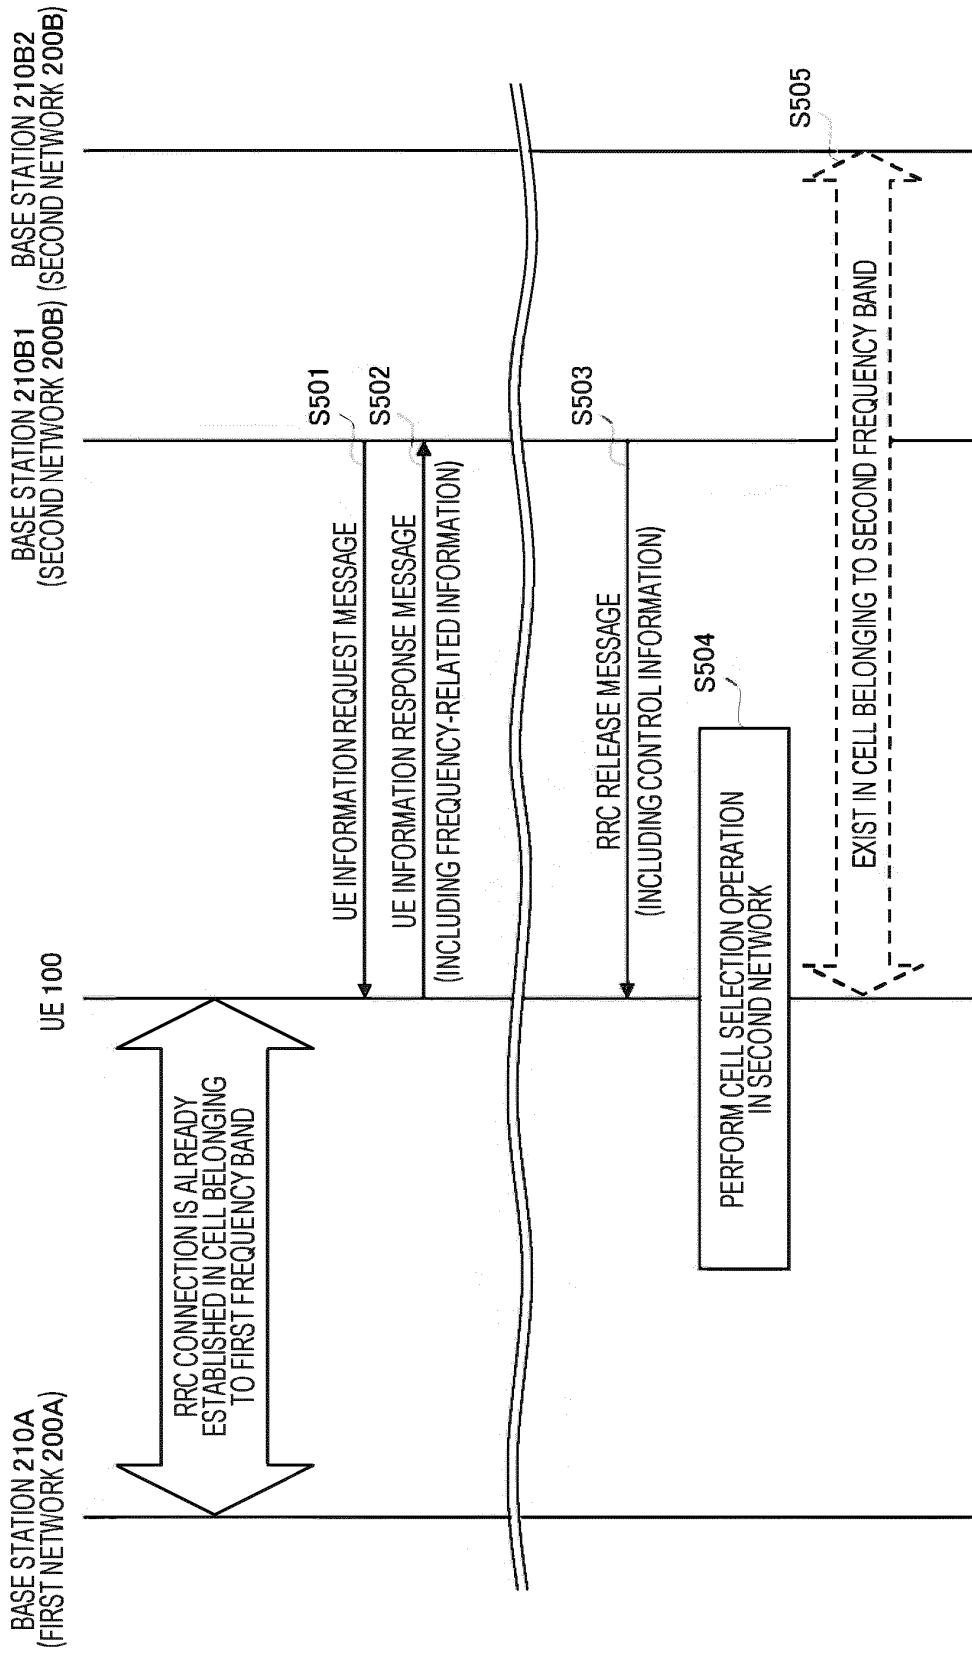 BASE STATION 210A
(FIRST NETWORK 200A)
UE 100
BASE STATION 210B1
(SECOND NETWORK 200B)
BASE STATION 210B2
(SECOND NETWORK 200B)
RRC CONNECTION IS ALREADY
ESTABLISHED IN CELL BELONGING
TO FIRST FREQUENCY BAND
UE INFORMATION REQUEST MESSAGE
S501
UE INFORMATION RESPONSE MESSAGE
(INCLUDING FREQUENCY-RELATED INFORMATION)
S502
RRC RELEASE MESSAGE
(INCLUDING CONTROL INFORMATION)
S503
PERFORM CELL SELECTION OPERATION
IN SECOND NETWORK
S504
EXIST IN CELL BELONGING TO SECOND FREQUENCY BAND
S505